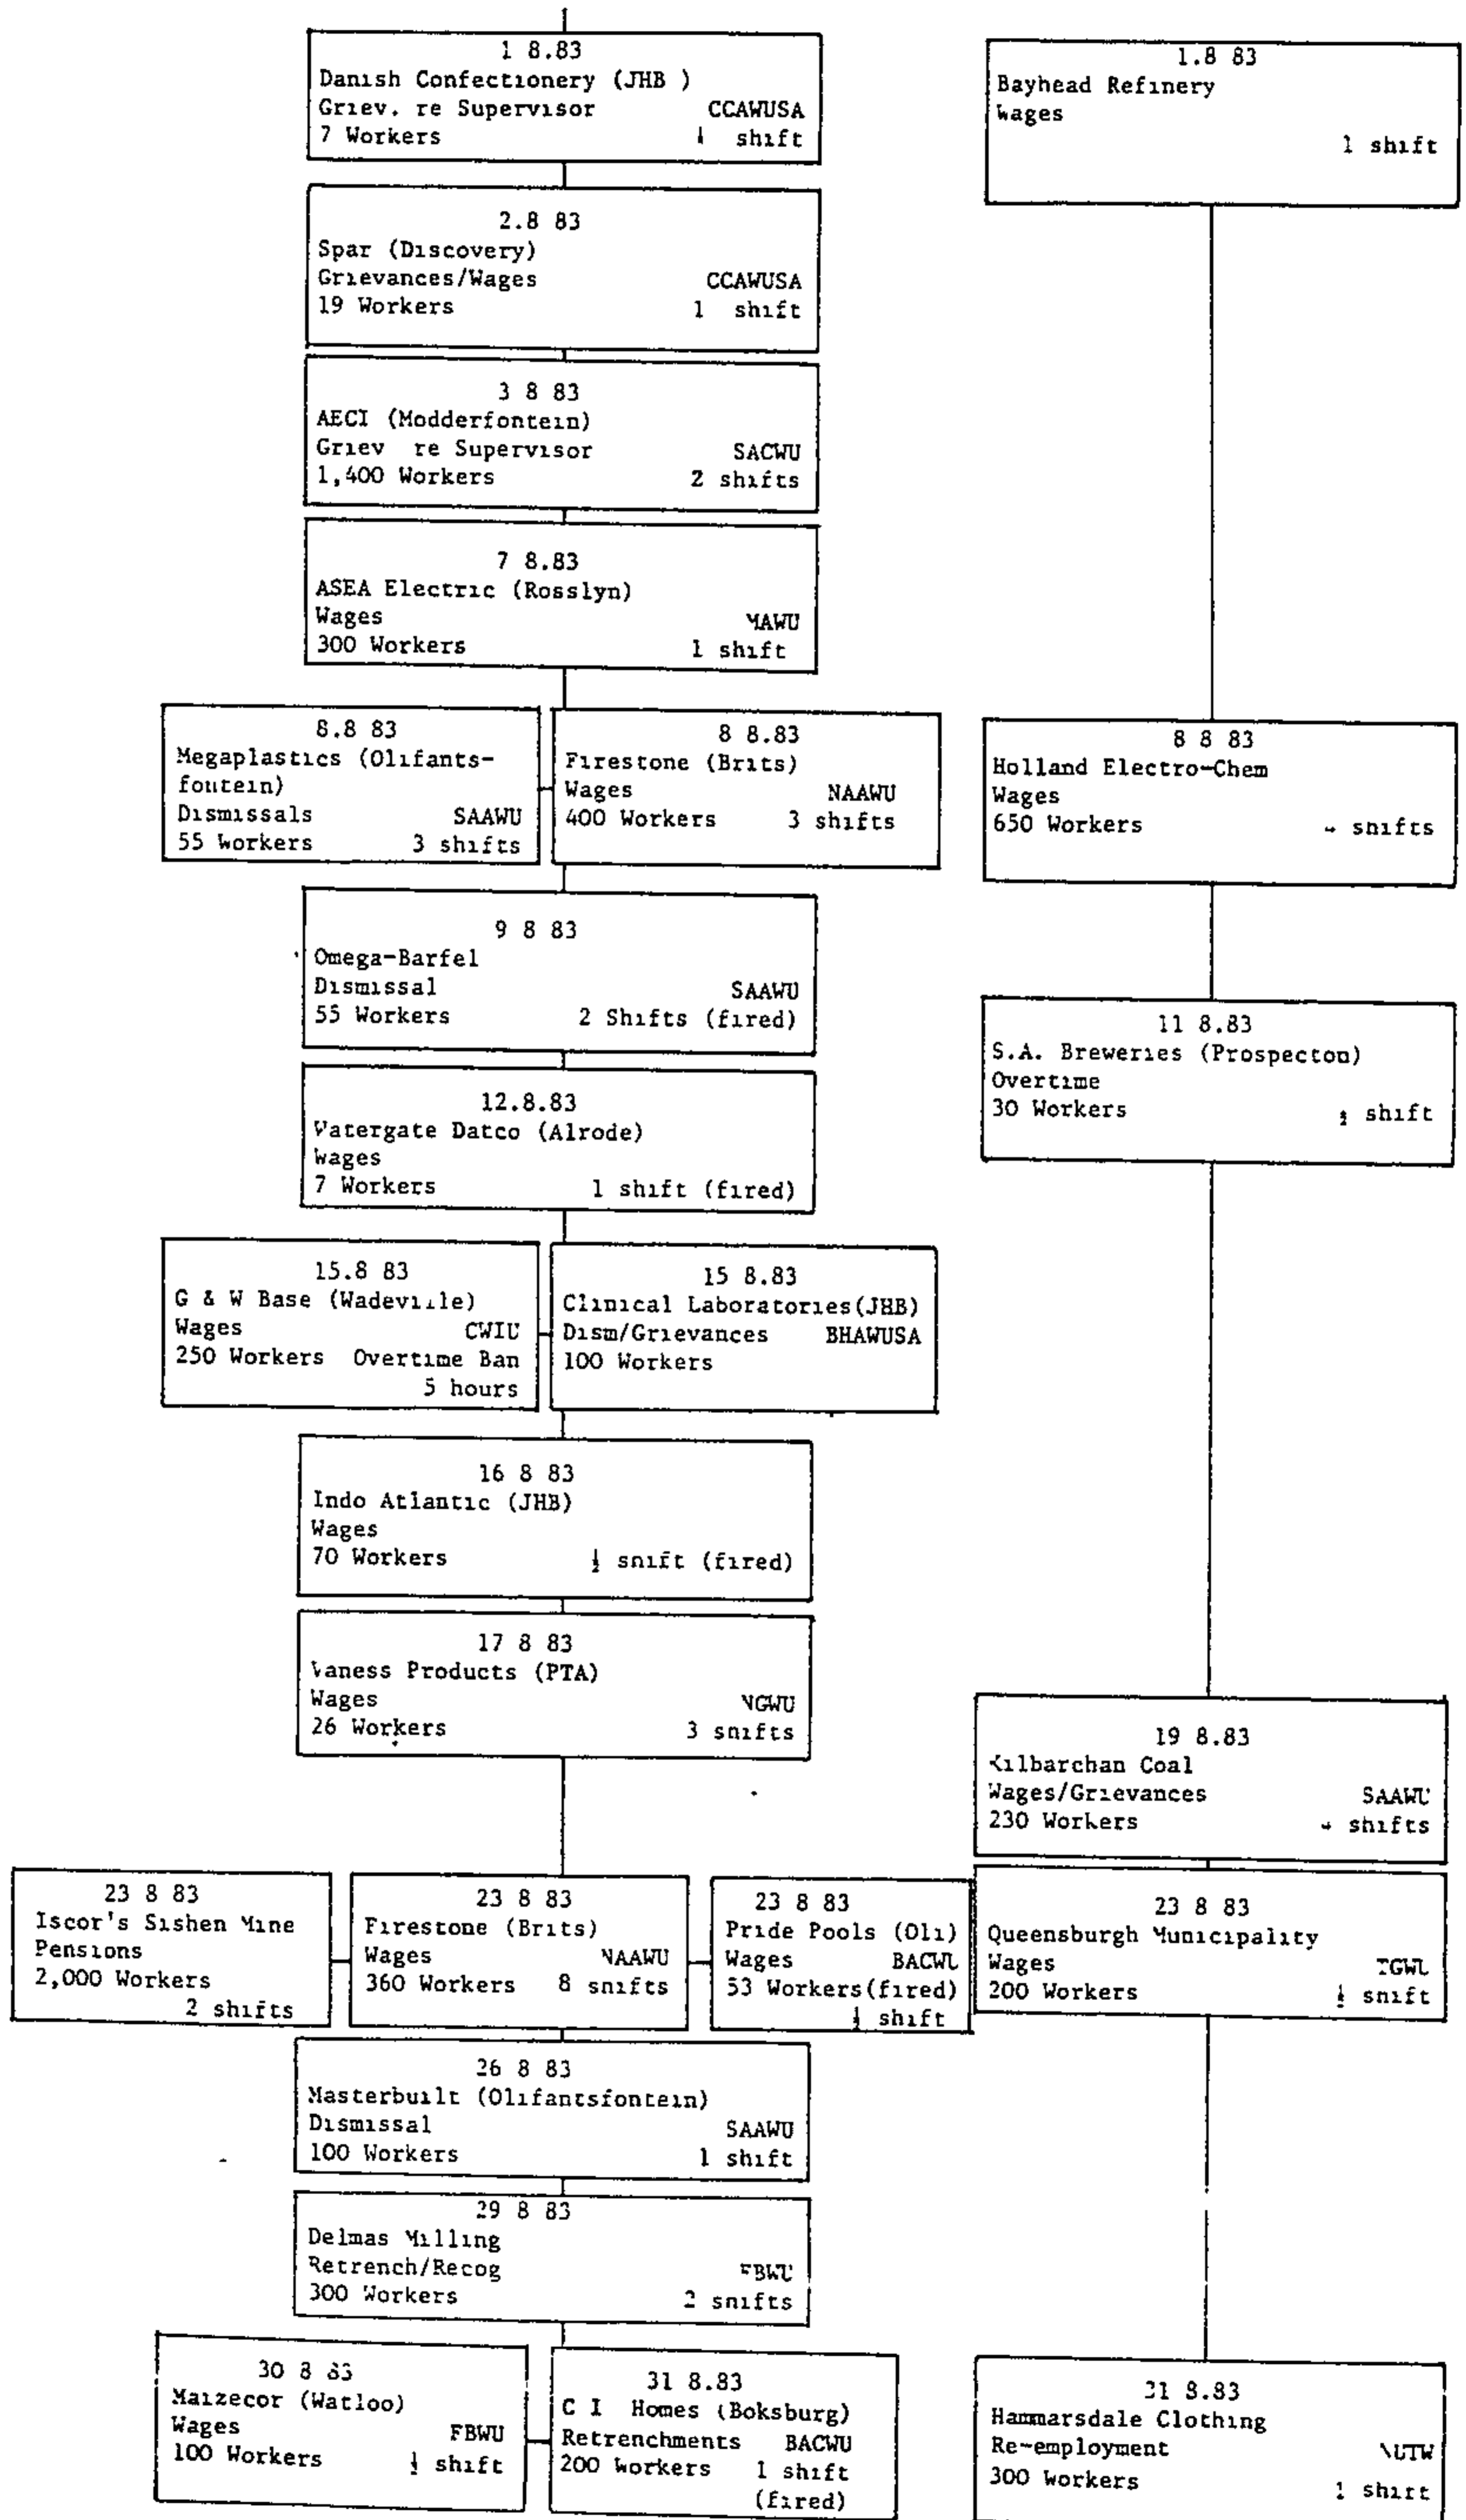 1 8.83
Danish Confectionery (JHB )
Griev. re Supervisor CCAWUSA
7 Workers shift
2.8 83
Spar (Discovery)
Grievances/Wages CCAWUSA
19 Workers 1 shift
3 8 83
AECI (Modderfontein)
Griev re Supervisor SACWU
1,400 Workers 2 shifts
7 8.83
ASEA Electric (Rosslyn)
Wages MAWU
300 Workers 1 shift
8.8 83
Megaplastics (Olifants-
fontein)
Dismissals SAAWU
55 Workers 3 shifts
8 8.83
Firestone (Brits)
Wages NAAWU
400 Workers 3 shifts
9 8 83
Omega-Barfel
Dismissal SAAWU
55 Workers 2 Shifts (fired)
12.8.83
Watergate Datco (Alrode)
Wages
7 Workers 1 shift (fired)
15.8 83
G & W Base (Wadeville)
Wages CWIU
250 Workers Overtime Ban
5 hours
15 8.83
Clinical Laboratories(JHB)
Dism/Grievances BHAWUSA
100 Workers
16 8 83
Indo Atlantic (JHB)
Wages
70 Workers ½ shift (fired)
17 8 83
Vaness Products (PTA)
Wages NGWU
26 Workers 3 shifts
23 8 83
Iscor's Sishen Mine
Pensions
2,000 Workers
2 shifts
23 8 83
Firestone (Brits)
Wages NAAWU
360 Workers 8 shifts
23 8 83
Pride Pools (Oli)
Wages BACWU
53 Workers(fired)
½ shift
26 8 83
Masterbuilt (Olifantsfontein)
Dismissal SAAWU
100 Workers 1 shift
29 8 83
Delmas Milling
Retrench/Recog FBWU
300 Workers 2 shifts
30 8 83
Maizecor (Watloo)
Wages FBWU
100 Workers ½ shift
31 8.83
C I Homes (Boksburg)
Retrenchments BACWU
200 Workers 1 shift
(fired)
1.8 83
Bayhead Refinery
Wages
1 shift
8 8 83
Holland Electro-Chem
Wages
650 Workers shifts
11 8.83
S.A. Breweries (Prospecton)
Overtime
30 Workers ½ shift
19 8.83
Kilbarchan Coal
Wages/Grievances SAAWU
230 Workers shifts
23 8 83
Queensburgh Municipality
Wages TGWU
200 Workers ½ shift
31 8.83
Hammarsdale Clothing
Re-employment NUTW
300 Workers 1 shift